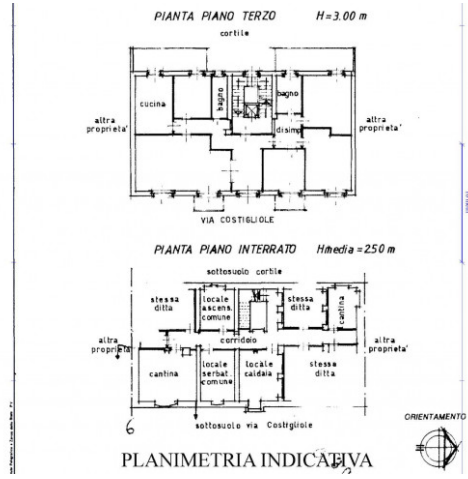 PIANTA PIANO TERZO H=3.00 m
cortile
cucina
bagno
bagno
altra
proprieta'
altra
proprieta'
disimp
VIA COSTIGLIOLE
PIANTA PIANO INTERRATO Hmedia =2.50 m
sottosuolo cortile
stessa
ditta
locale
ascens.
comune
stessa
ditta
cantina
altra
proprieta'
corridoio
altra
proprieta'
cantina
locale
serbat.
comune
locale
caldaia
stessa
ditta
6
sottosuolo via Costigliole
ORIENTAMENTO
PLANIMETRIA INDICATIVA